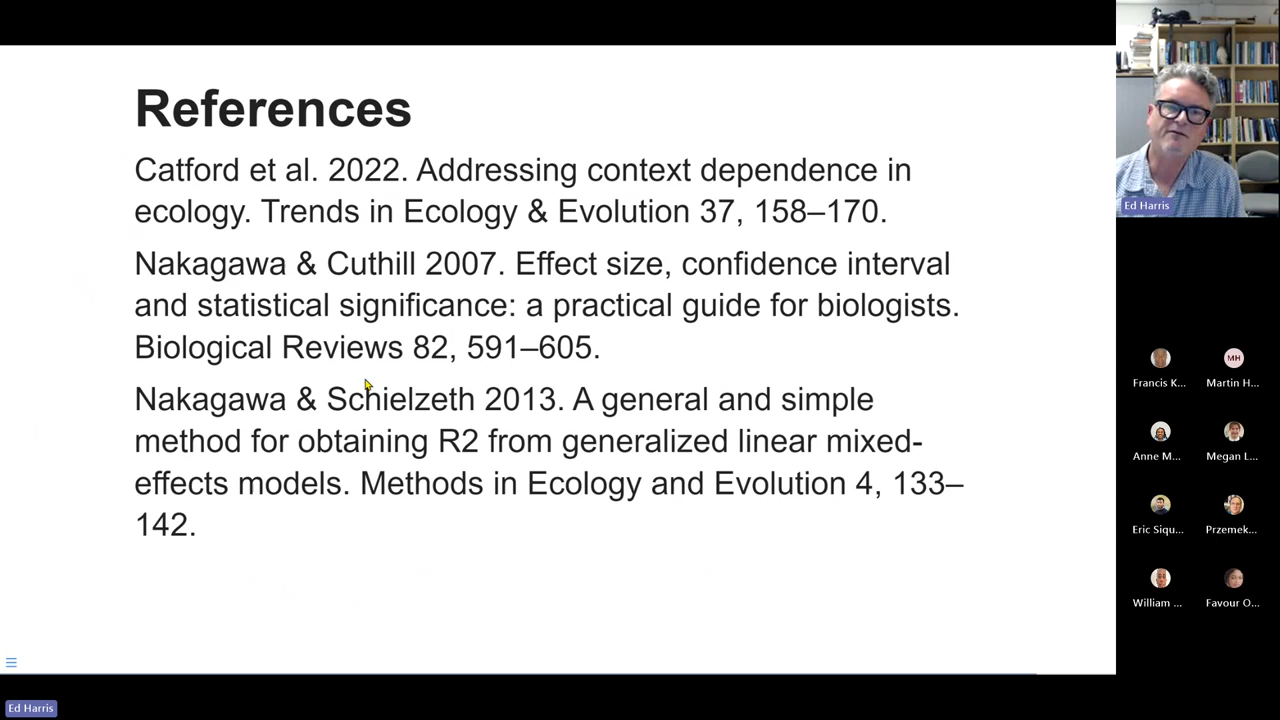 References
Catford et al. 2022. Addressing context dependence in
ecology. Trends in Ecology & Evolution 37, 158–170.
Nakagawa & Cuthill 2007. Effect size, confidence interval
and statistical significance: a practical guide for biologists.
Biological Reviews 82, 591–605.
Nakagawa & Schielzeth 2013. A general and simple
method for obtaining R2 from generalized linear mixed-
effects models. Methods in Ecology and Evolution 4, 133–
142.
Ed Harris
MH
Francis K...
Martin H...
Anne M...
Megan L...
Eric Siqu...
Przemek...
William ...
Favour O...
Ed Harris